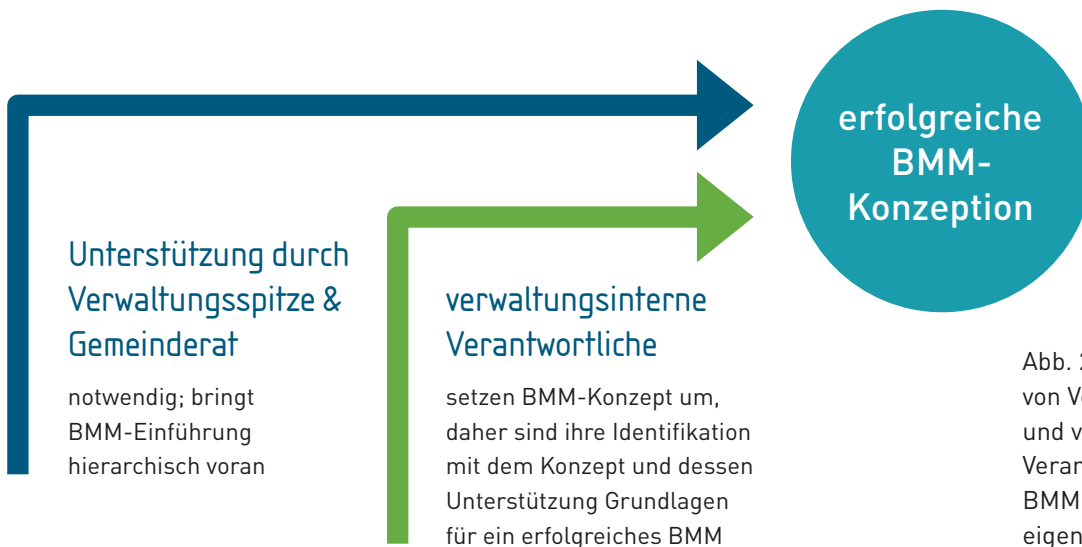 erfolgreiche
BMM-
Konzeption
Unterstützung durch
Verwaltungsspitze &
Gemeinderat
notwendig; bringt
BMM-Einführung
hierarchisch voran
verwaltungsinterne
Verantwortliche
setzen BMM-Konzept um,
daher sind ihre Identifikation
mit dem Konzept und dessen
Unterstützung Grundlagen
für ein erfolgreiches BMM
Abb.
von
und
BMM